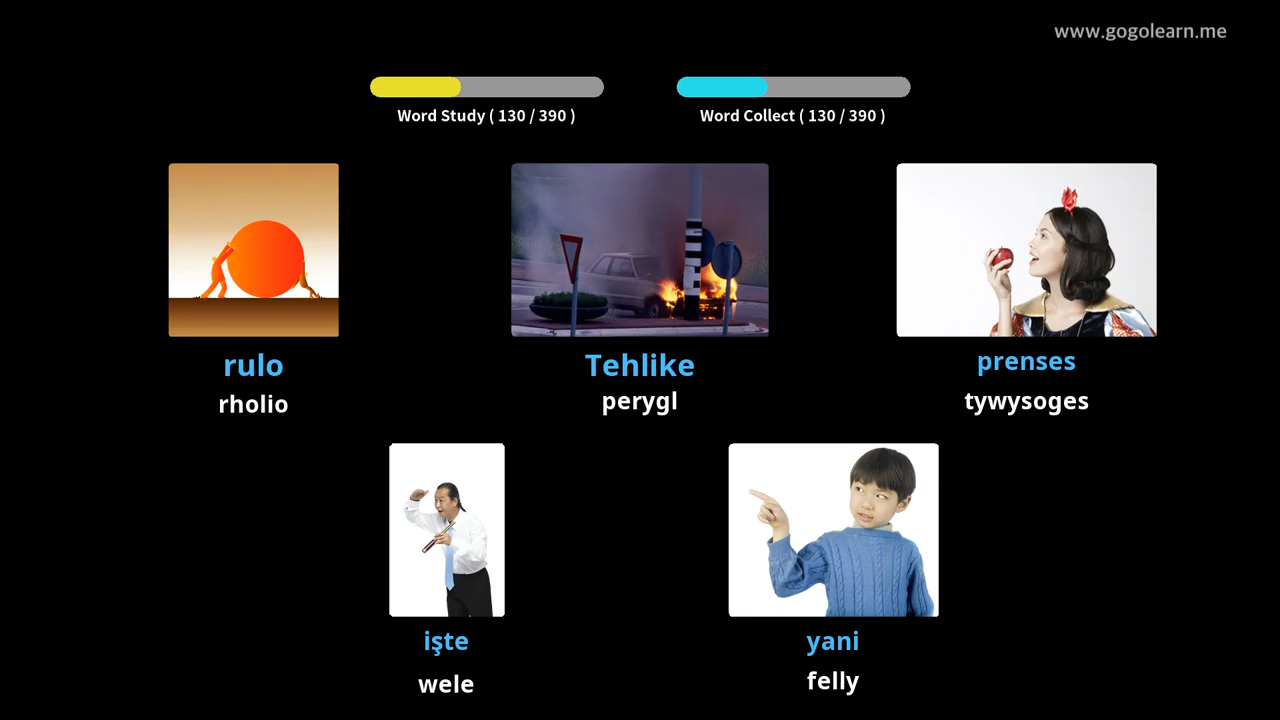 www.gogolearn.me
Word Study ( 130 / 390 )
Word Collect ( 130 / 390 )
rulo
rholio
Tehlike
perygl
prenses
tywysoges
işte
wele
yani
felly